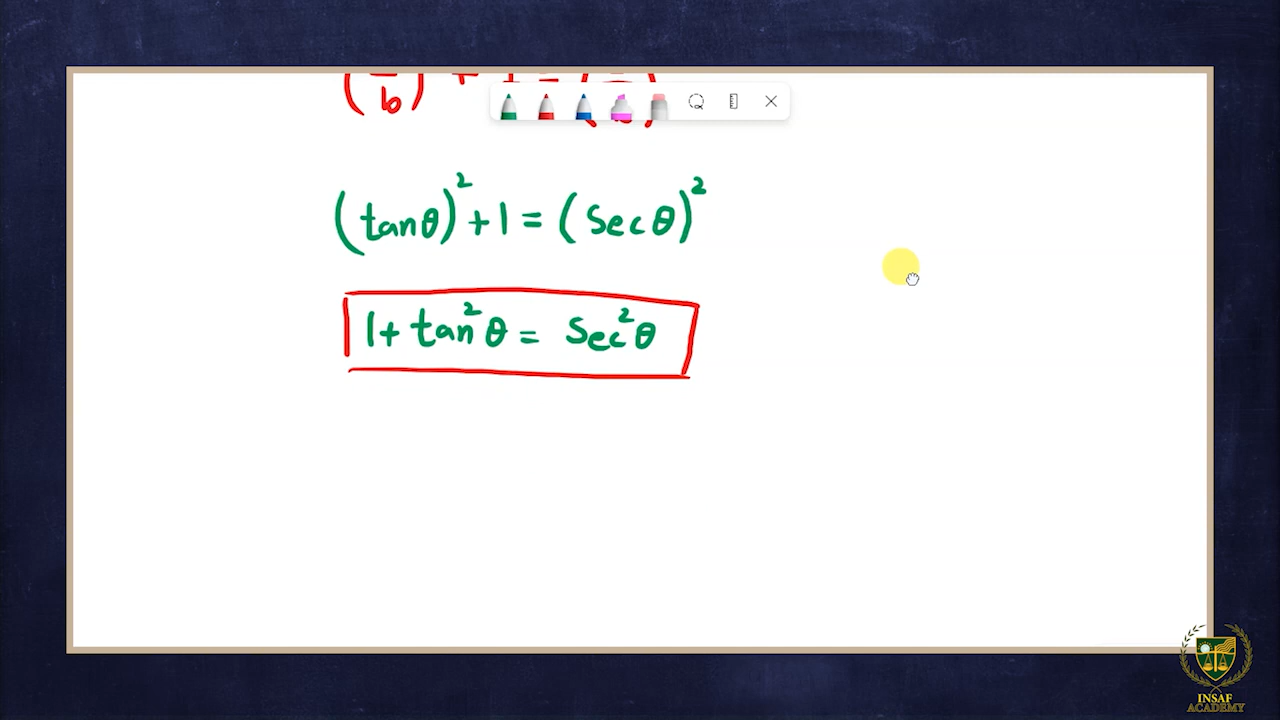 (tanθ)² + 1 = (Secθ)²
1 + tan²θ = Sec²θ
INSAF
ACADEMY